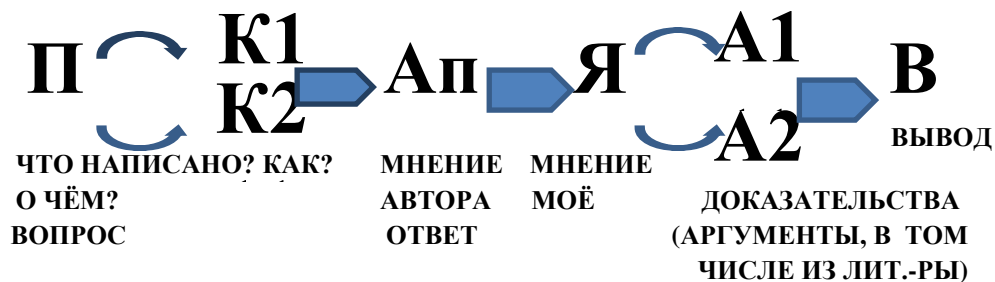 П К1 Ап Я А1 В
К2 А2
ВЫВОД
ЧТО НАПИСАНО? КАК? МНЕНИЕ МНЕНИЕ
О ЧЁМ? АВТОРА МОЁ ДОКАЗАТЕЛЬСТВА
ВОПРОС ОТВЕТ (АРГУМЕНТЫ, В ТОМ
ЧИСЛЕ ИЗ ЛИТ.-РЫ)